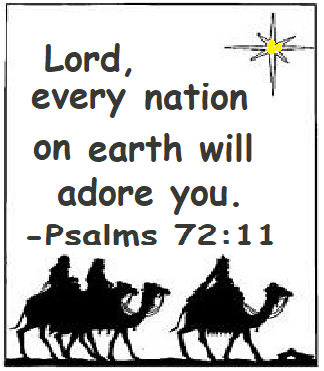 Lord,
every nation
on earth will
adore you.
-Psalms 72:11